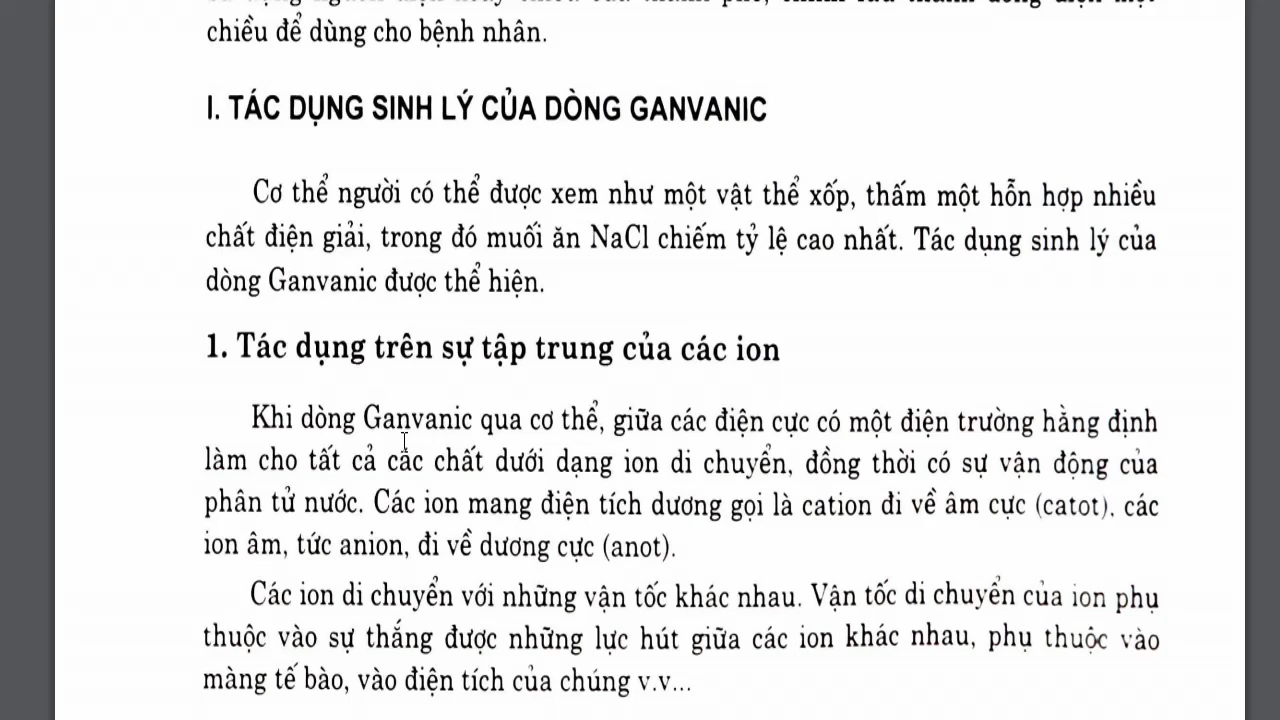 chiều để dùng cho bệnh nhân.
I. TÁC DỤNG SINH LÝ CỦA DÒNG GANVANIC
Cơ thể người có thể được xem như một vật thể xốp, thấm một hỗn hợp nhiều
chất điện giải, trong đó muối ăn NaCl chiếm tỷ lệ cao nhất. Tác dụng sinh lý của
dòng Ganvanic được thể hiện.
1. Tác dụng trên sự tập trung của các ion
Khi dòng Ganvanic qua cơ thể, giữa các điện cực có một điện trường hằng định
làm cho tất cả các chất dưới dạng ion di chuyển, đồng thời có sự vận động của
phân tử nước. Các ion mang điện tích dương gọi là cation đi về âm cực (catot), các
ion âm, tức anion, đi về dương cực (anot).
Các ion di chuyển với những vận tốc khác nhau. Vận tốc di chuyển của ion phụ
thuộc vào sự thắng được những lực hút giữa các ion khác nhau, phụ thuộc vào
màng tế bào, vào điện tích của chúng v.v...